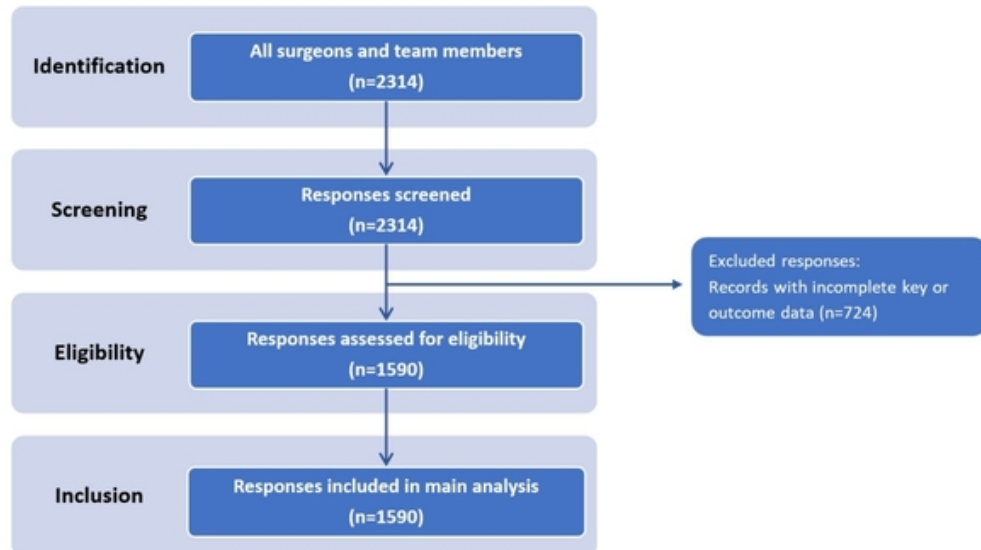 Identification
All surgeons and team members
(n=2314)
Screening
Responses screened
(n=2314)
Excluded responses:
Records with incomplete key or
outcome data (n=724)
Eligibility
Responses assessed for eligibility
(n=1590)
Inclusion
Responses included in main analysis
(n=1590)